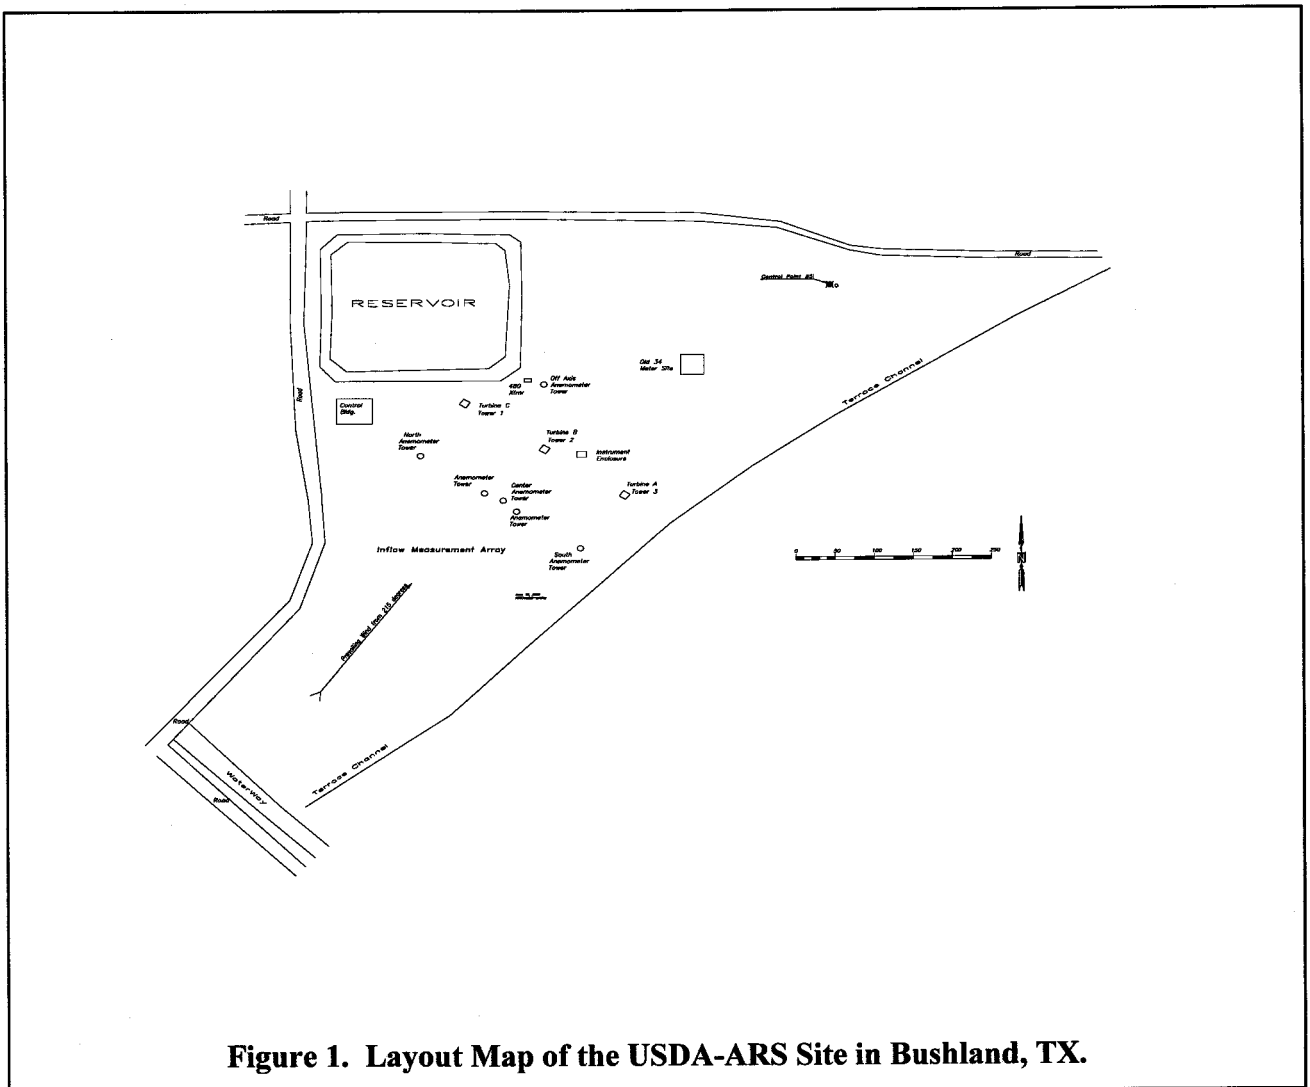 Road
RESERVOIR
Road
Control Point #51
Old 34
Meter Site
Terrace Channel
480
Xfmr
Off Axis
Anemometer
Tower
Road
Control
Bldg.
Turbine C
Tower 1
North
Anemometer
Tower
Turbine B
Tower 2
Instrument
Enclosure
Anemometer
Tower
Center
Anemometer
Tower
Turbine A
Tower 3
Anemometer
Tower
Inflow Measurement Array
South
Anemometer
Tower
0 50 100 150 200 250
N
Prevailing Wind from 215 degrees
Road
WaterWay
Road
Terrace Channel
Figure 1. Layout Map of the USDA-ARS Site in Bushland, TX.